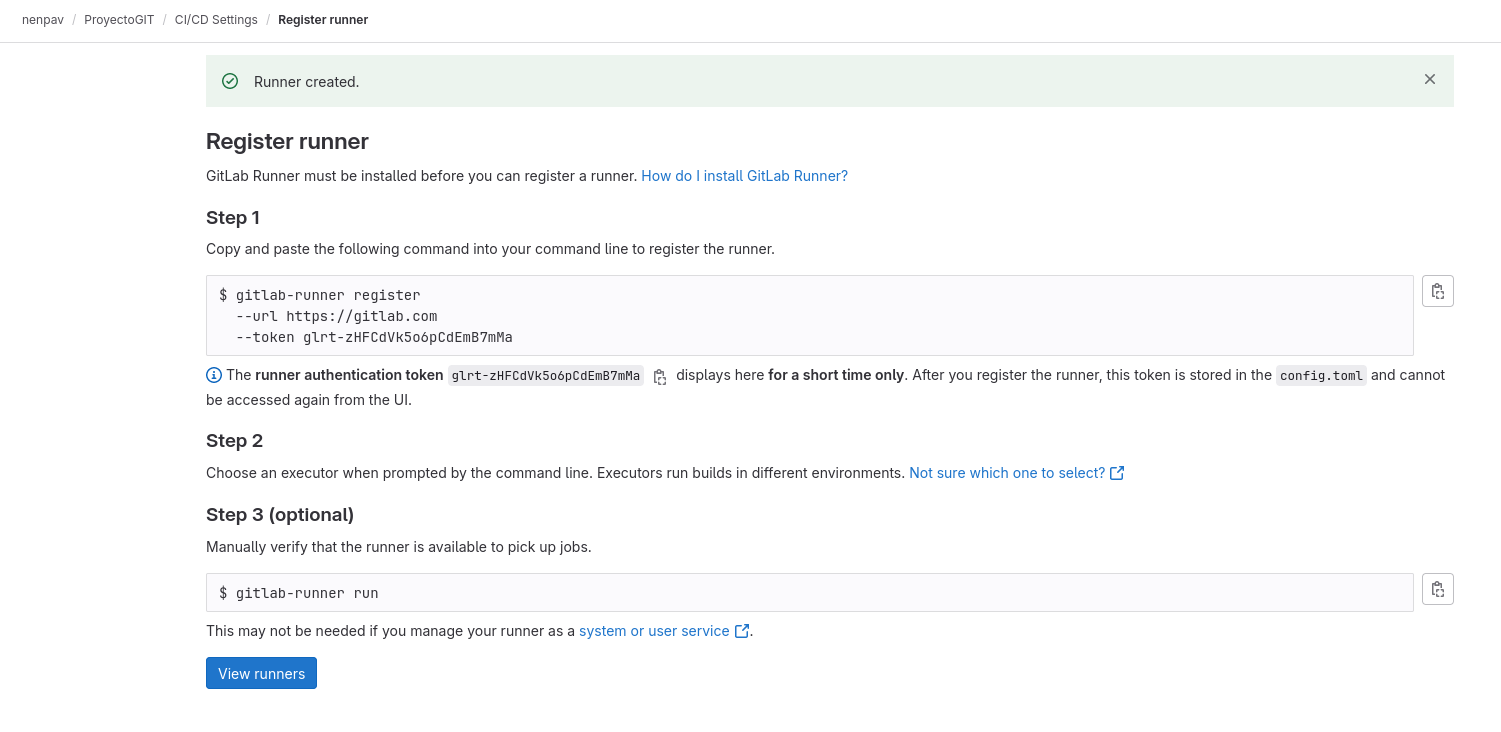 nenpav / ProyectoGIT / CI/CD Settings / Register runner
Runner created.
Register runner
GitLab Runner must be installed before you can register a runner. How do I install GitLab Runner?
Step 1
Copy and paste the following command into your command line to register the runner.
$ gitlab-runner register
--url https://gitlab.com
--token glrt-zHFCdVk5o6pCdEmB7mMa
The runner authentication token glrt-zHFCdVk5o6pCdEmB7mMa displays here for a short time only. After you register the runner, this token is stored in the config.toml and cannot
be accessed again from the UI.
Step 2
Choose an executor when prompted by the command line. Executors run builds in different environments. Not sure which one to select?
Step 3 (optional)
Manually verify that the runner is available to pick up jobs.
$ gitlab-runner run
This may not be needed if you manage your runner as a system or user service.
View runners